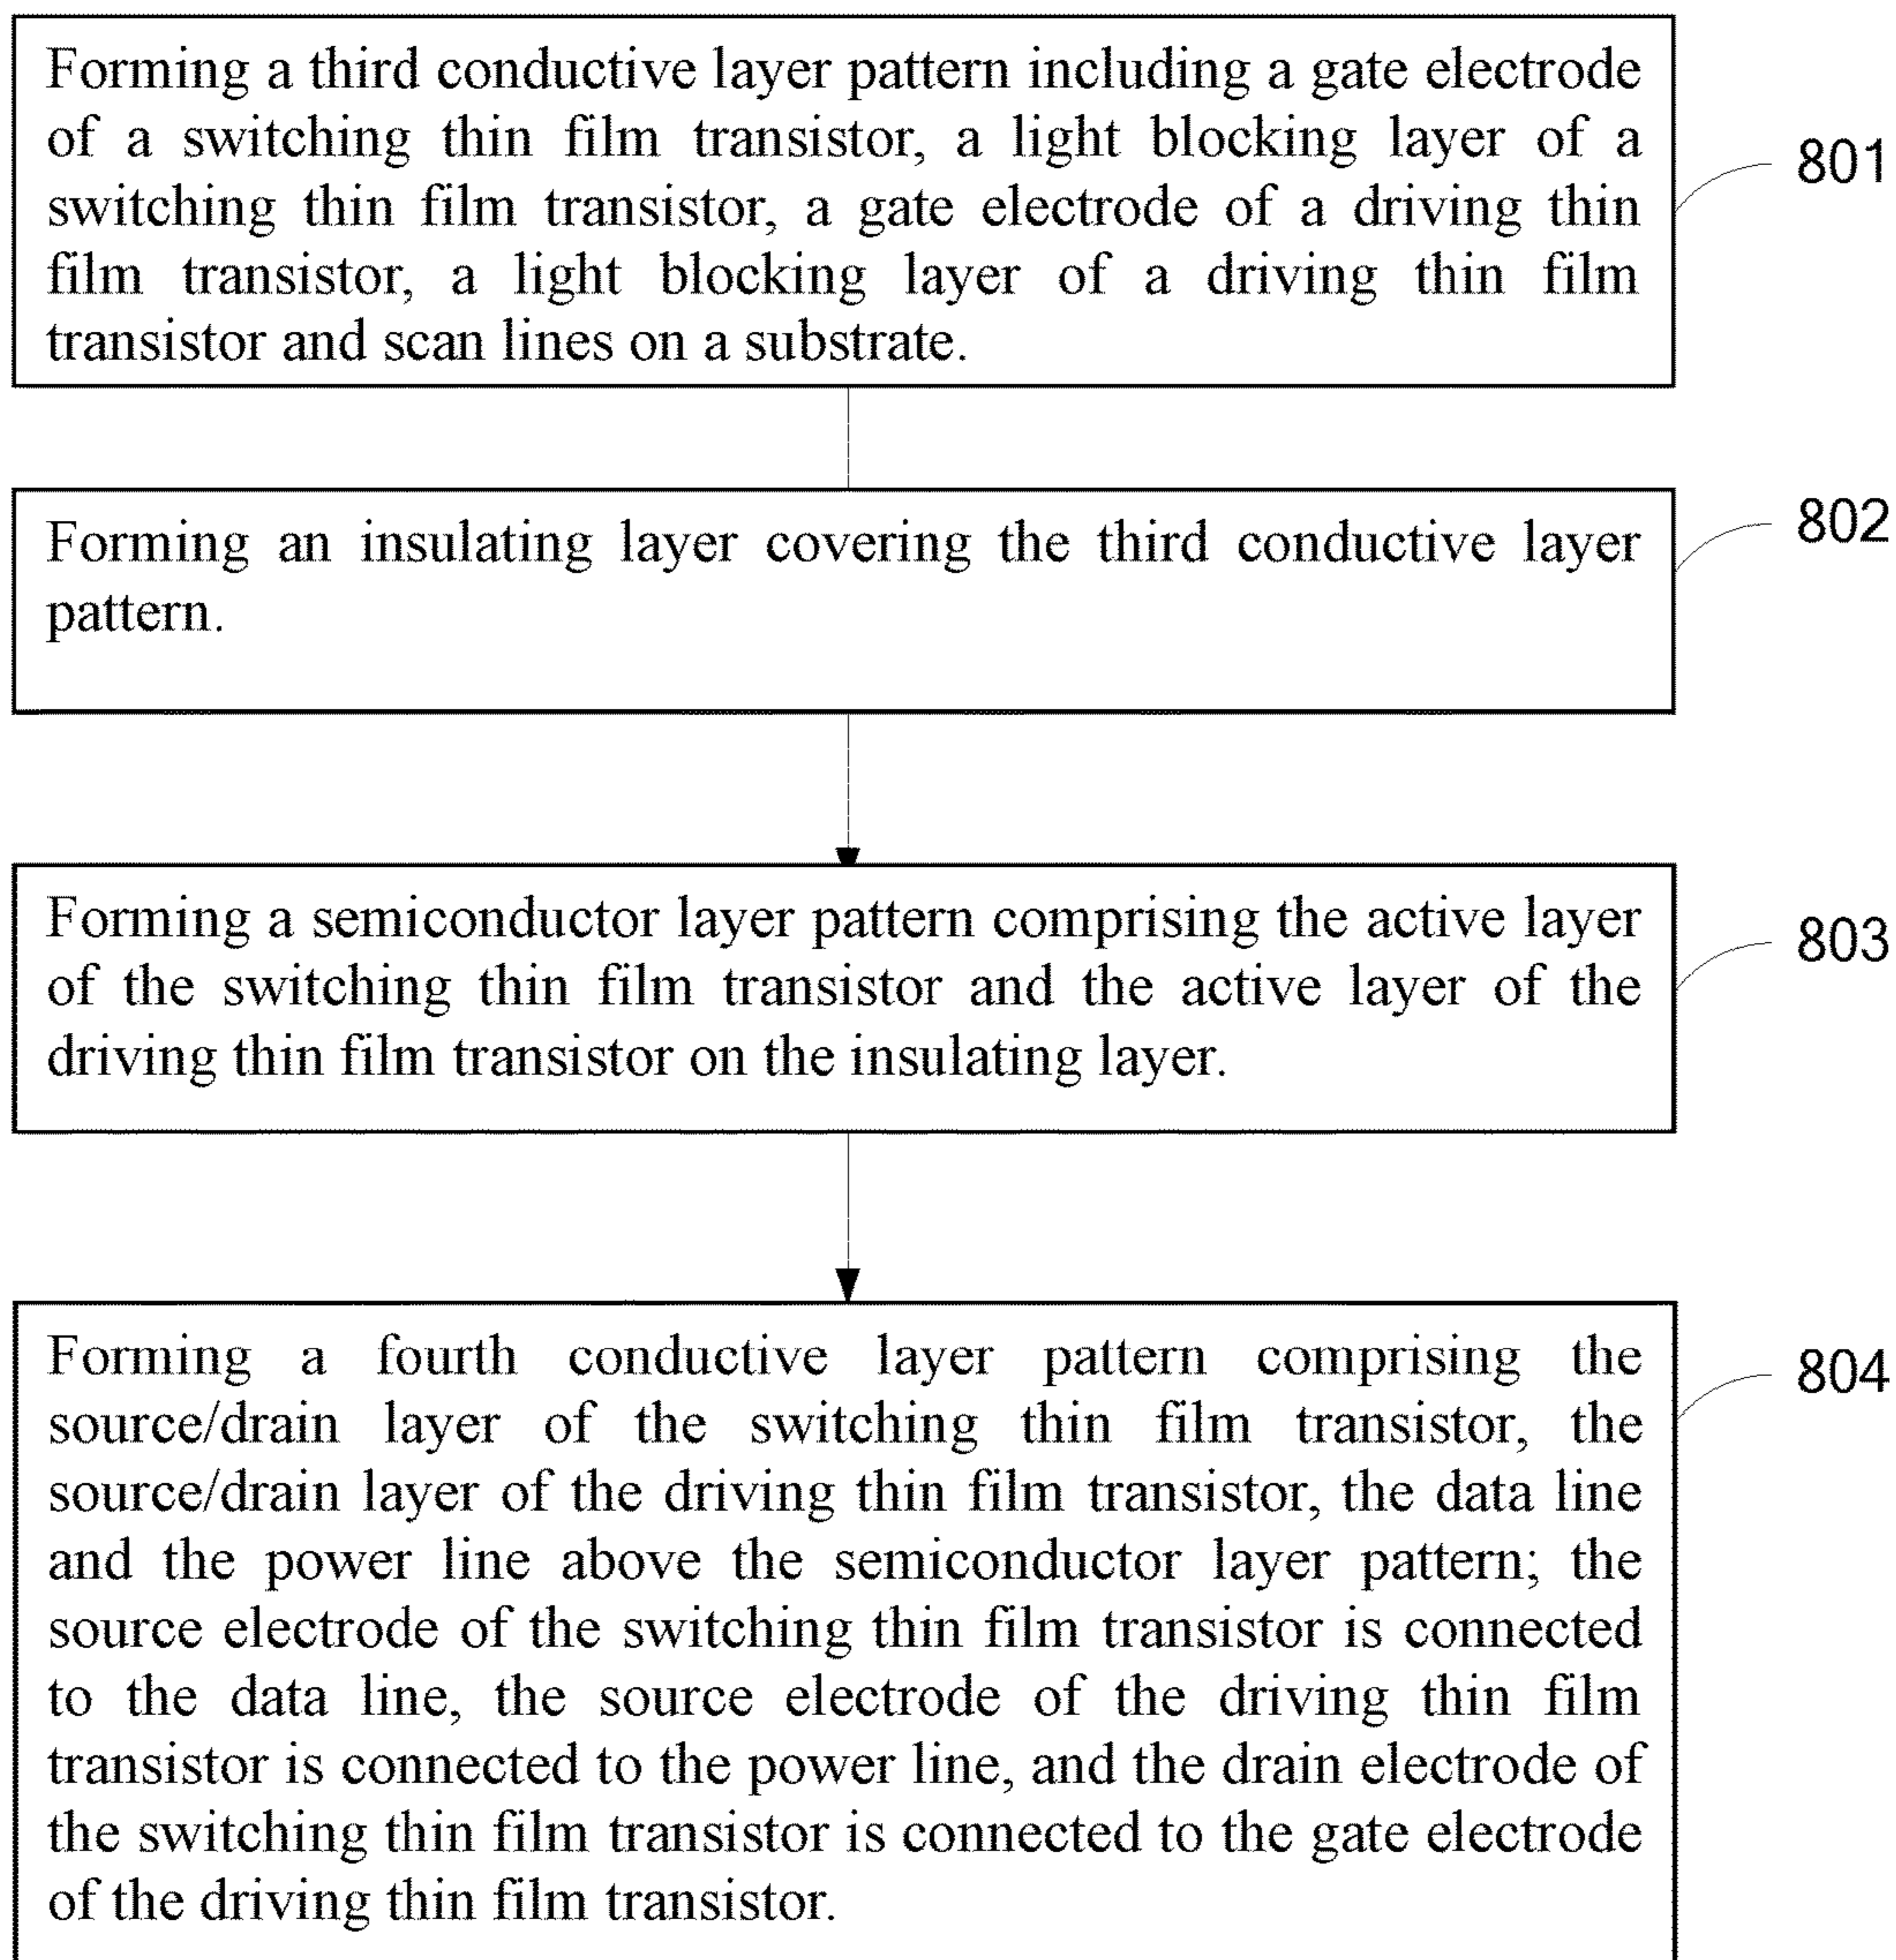 Forming a third conductive layer pattern including a gate electrode
of a switching thin film transistor, a light blocking layer of a
switching thin film transistor, a gate electrode of a driving thin
film transistor, a light blocking layer of a driving thin film
transistor and scan lines on a substrate.
801
Forming an insulating layer covering the third conductive layer
pattern.
802
Forming a semiconductor layer pattern comprising the active layer
of the switching thin film transistor and the active layer of the
driving thin film transistor on the insulating layer.
803
Forming a fourth conductive layer pattern comprising the
source/drain layer of the switching thin film transistor, the
source/drain layer of the driving thin film transistor, the data line
and the power line above the semiconductor layer pattern; the
source electrode of the switching thin film transistor is connected
to the data line, the source electrode of the driving thin film
transistor is connected to the power line, and the drain electrode of
the switching thin film transistor is connected to the gate electrode
of the driving thin film transistor.
804